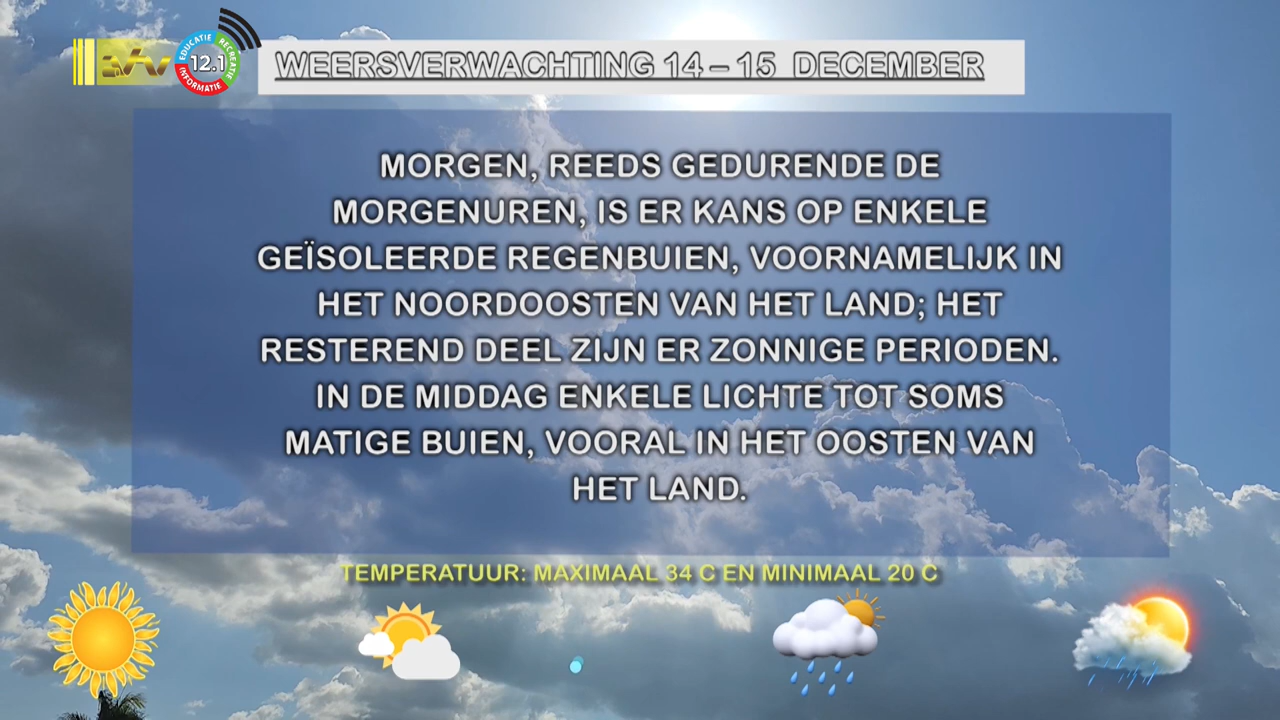 EDUCATIE
RECREATIE
12.1
INFORMATIE
WEERSVERWACHTING 14 – 15 DECEMBER
MORGEN, REEDS GEDURENDE DE
MORGENUREN, IS ER KANS OP ENKELE
GEÏSOLEERDE REGENBUIEN, VOORNAMELIJK IN
HET NOORDOOSTEN VAN HET LAND; HET
RESTEREND DEEL ZIJN ER ZONNIGE PERIODEN.
IN DE MIDDAG ENKELE LICHTE TOT SOMS
MATIGE BUIEN, VOORAL IN HET OOSTEN VAN
HET LAND.
TEMPERATUUR: MAXIMAAL 34 C EN MINIMAAL 20 C